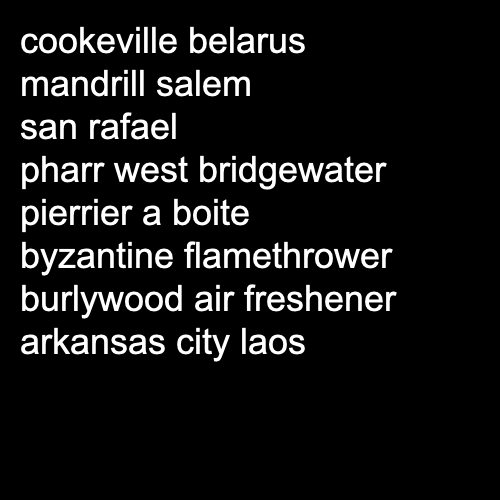 cookeville belarus
mandrill salem
san rafael
pharr west bridgewater
pierrier a boite
byzantine flamethrower
burlywood air freshener
arkansas city laos